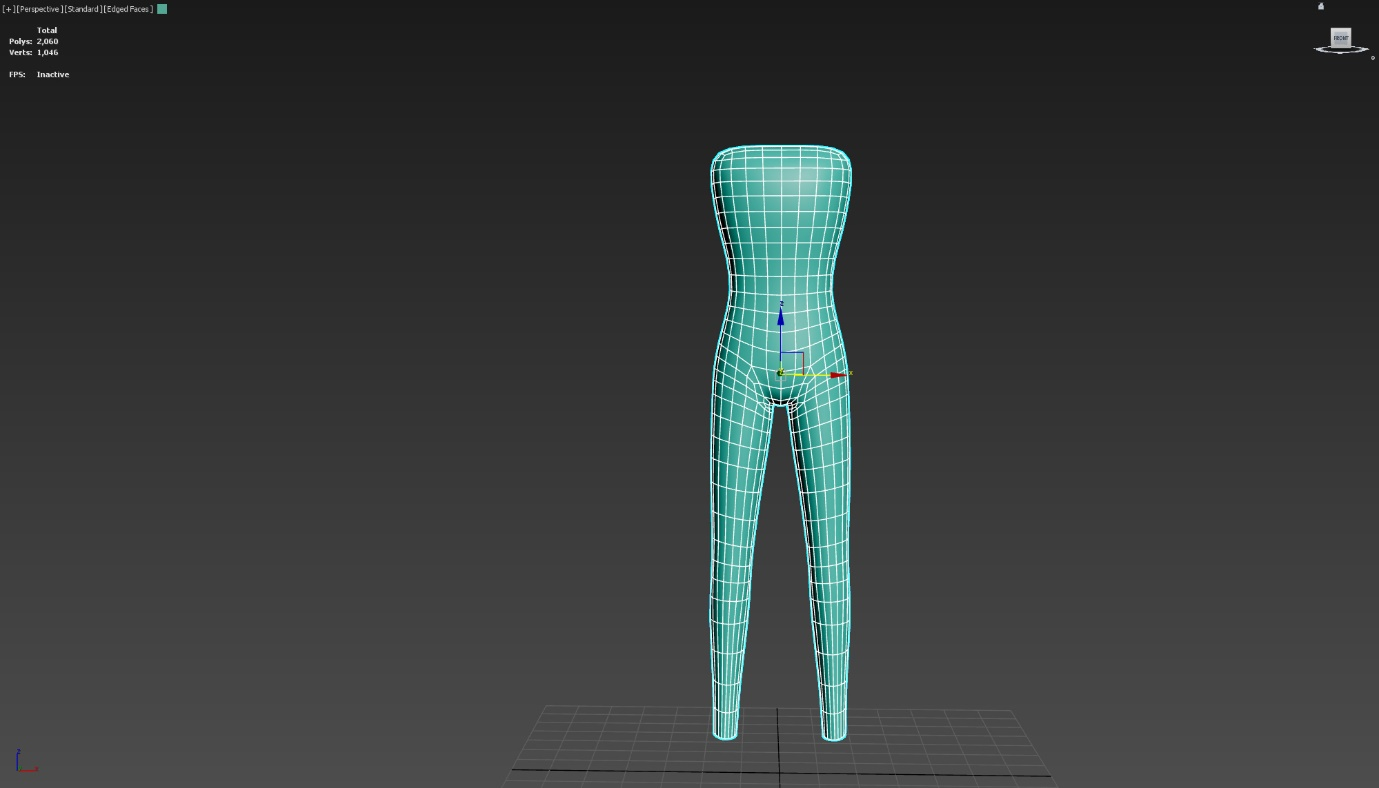 [+][Perspective][Standard][Edged Faces]
Total
Polys: 2,060
Verts: 1,046
FPS: Inactive
FRONT
z
x
z
x